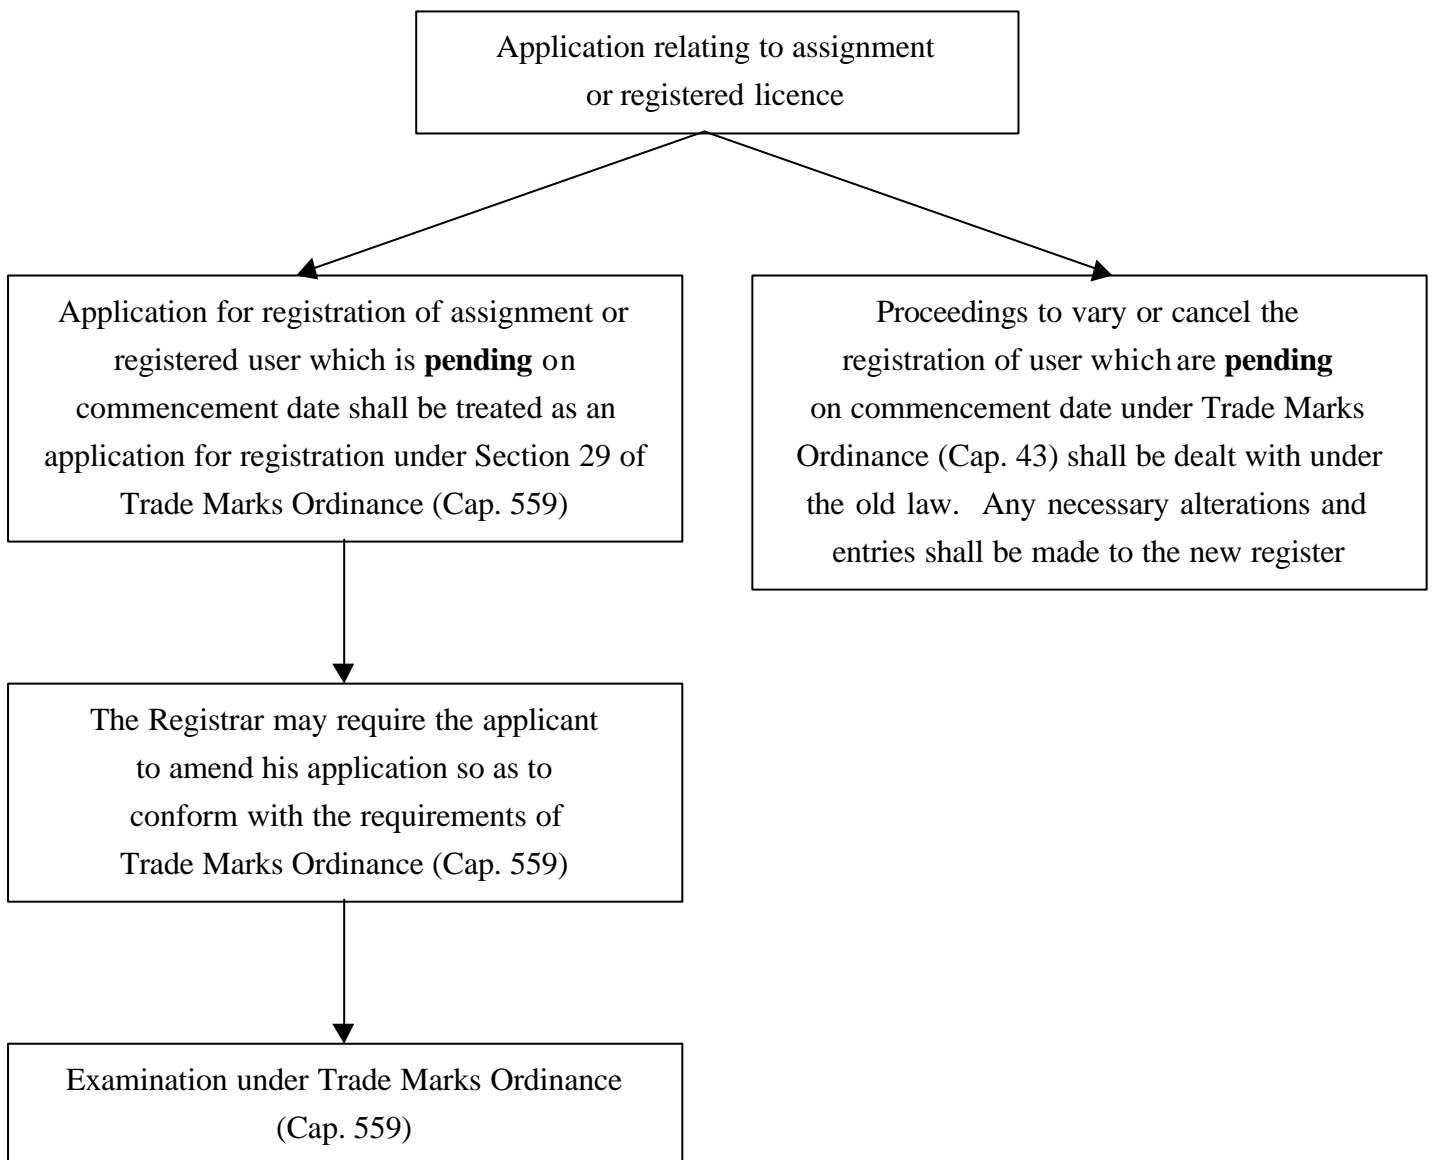 Application relating to assignment
or registered licence
Application for registration of assignment or
registered user which is pending on
commencement date shall be treated as an
application for registration under Section 29 of
Trade Marks Ordinance (Cap. 559)
Proceedings to vary or cancel the
registration of user which are pending
on commencement date under Trade Marks
Ordinance (Cap. 43) shall be dealt with under
the old law. Any necessary alterations and
entries shall be made to the new register
The Registrar may require the applicant
to amend his application so as to
conform with the requirements of
Trade Marks Ordinance (Cap. 559)
Examination under Trade Marks Ordinance
(Cap. 559)